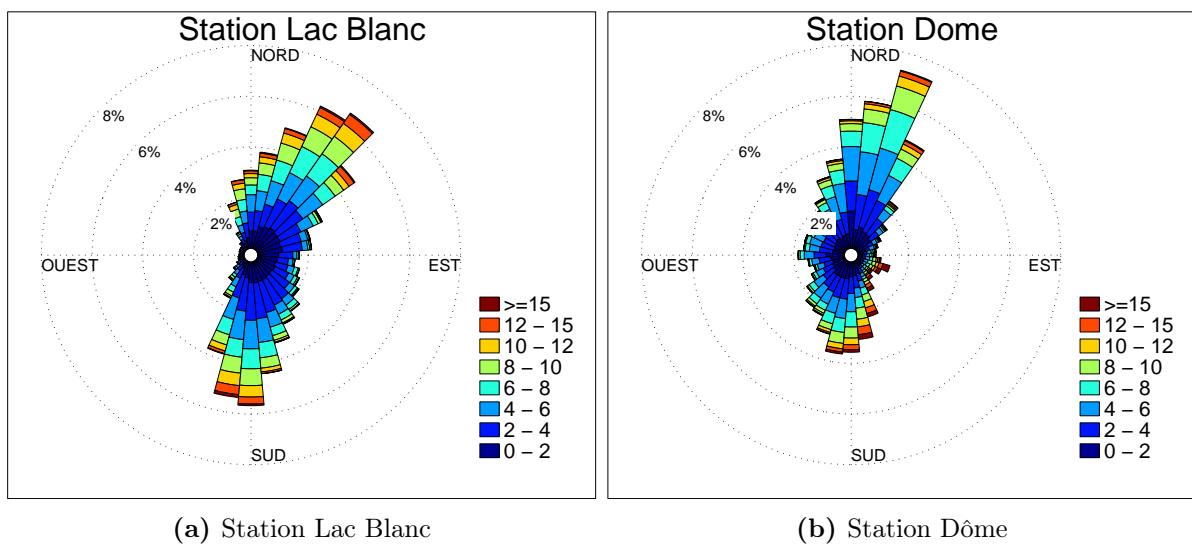 Station Lac Blanc
NORD
8%
6%
4%
2%
OUEST
EST
SUD
>=15
12 – 15
10 – 12
8 – 10
6 – 8
4 – 6
2 – 4
0 – 2
(a) Station Lac Blanc
Station Dome
NORD
8%
6%
4%
2%
OUEST
EST
SUD
>=15
12 – 15
10 – 12
8 – 10
6 – 8
4 – 6
2 – 4
0 – 2
(b) Station Dôme